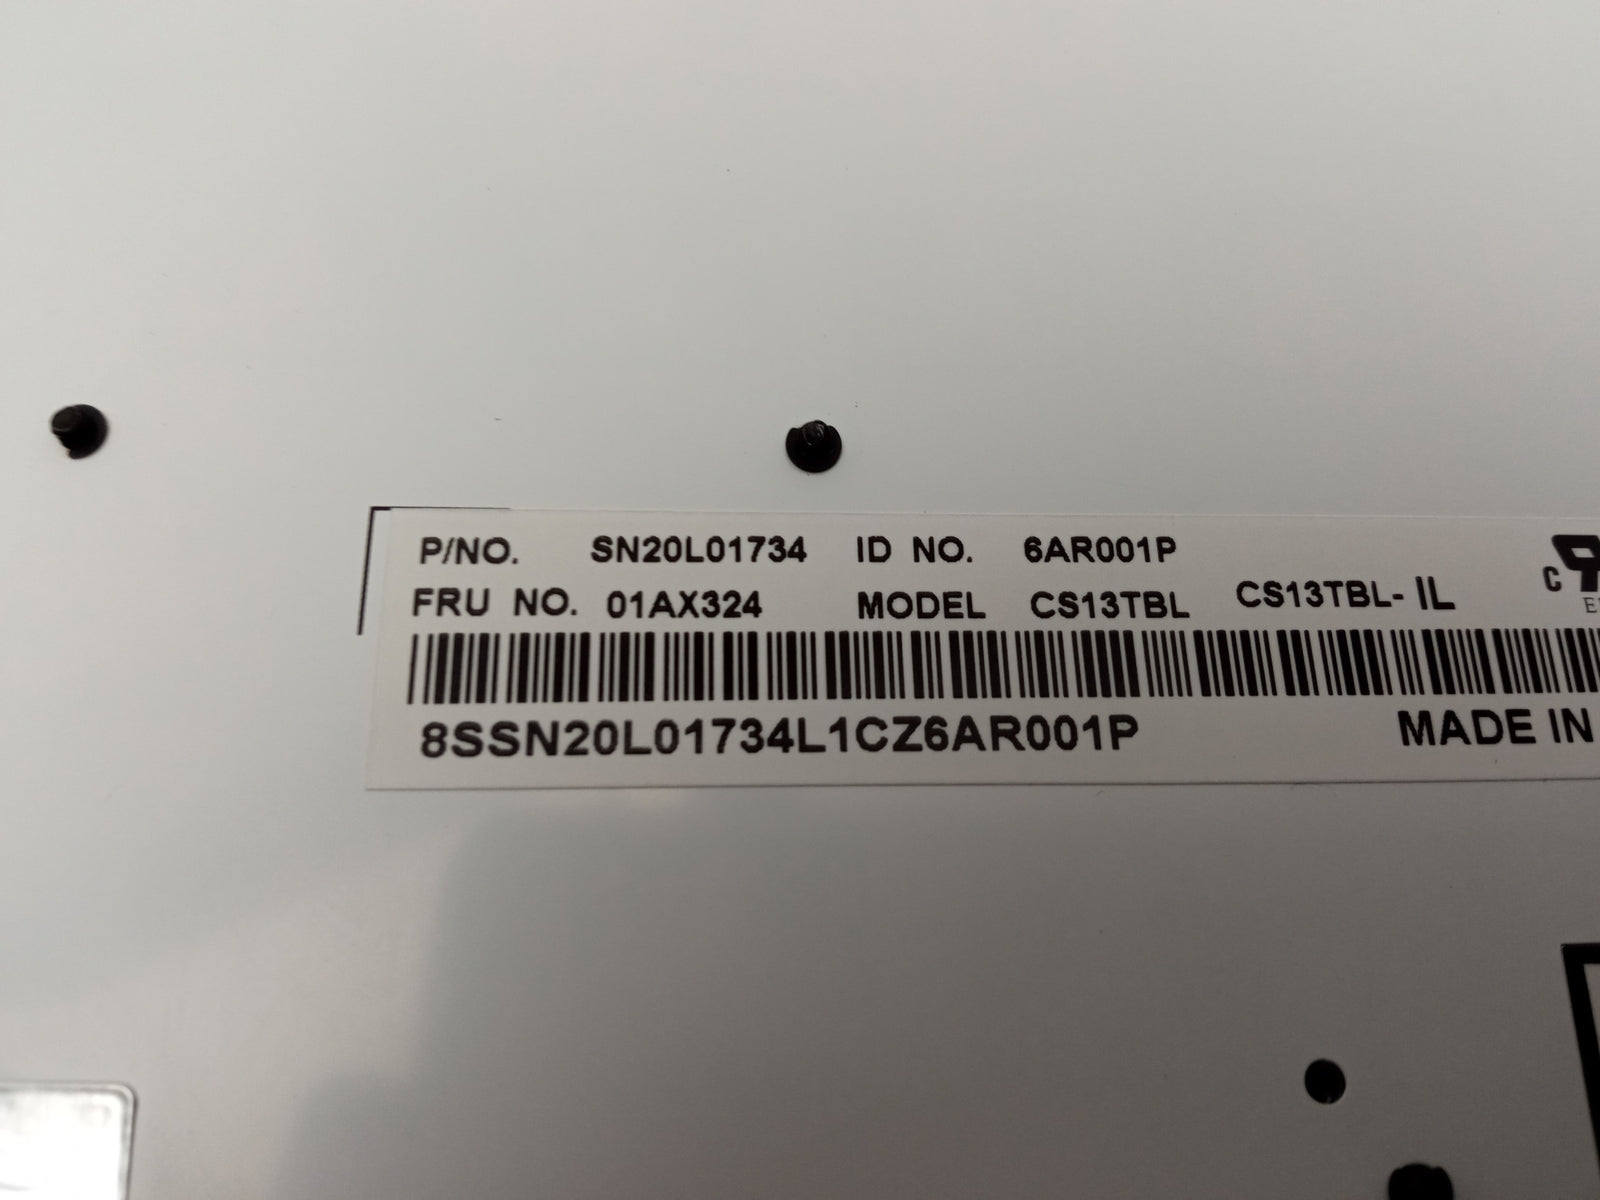 P/NO. SN20L01734 ID NO. 6AR001P
FRU NO. 01AX324 MODEL CS13TBL CS13TBL- IL
8SSN20L01734L1CZ6AR001P MADE IN